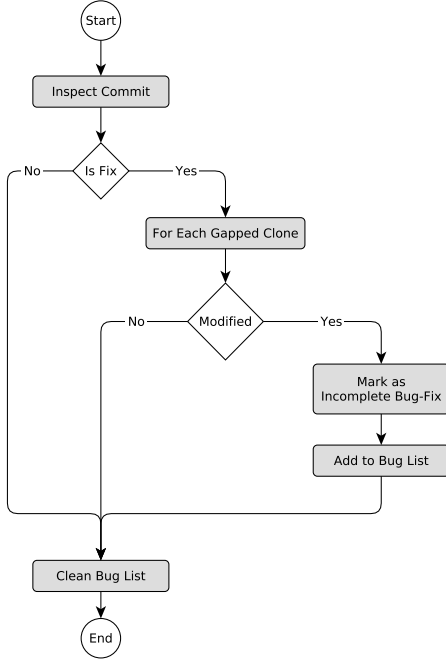 Start
Inspect Commit
No
Is Fix
Yes
For Each Gapped Clone
No
Modified
Yes
Mark as
Incomplete Bug-Fix
Add to Bug List
Clean Bug List
End